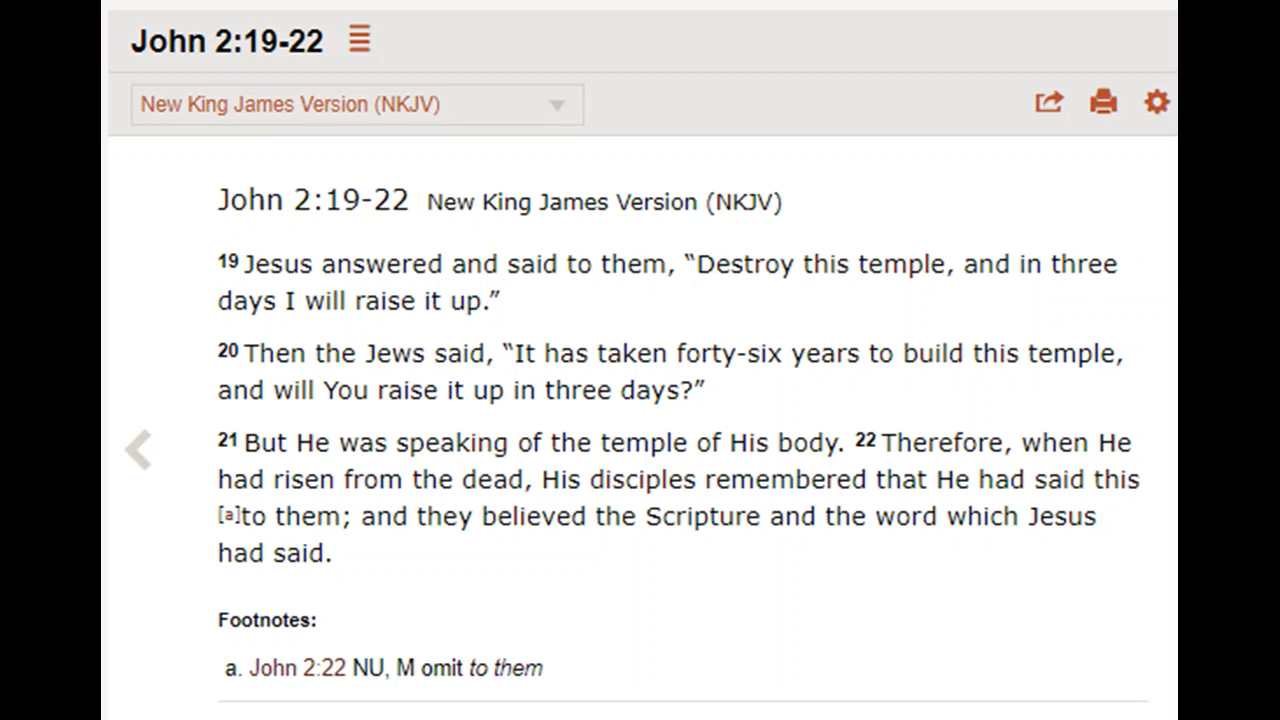 John 2:19-22
New King James Version (NKJV)
John 2:19-22 New King James Version (NKJV)
19 Jesus answered and said to them, “Destroy this temple, and in three
days I will raise it up.”
20 Then the Jews said, “It has taken forty-six years to build this temple,
and will You raise it up in three days?”
21 But He was speaking of the temple of His body. 22 Therefore, when He
had risen from the dead, His disciples remembered that He had said this
[a]to them; and they believed the Scripture and the word which Jesus
had said.
Footnotes:
a. John 2:22 NU, M omit to them